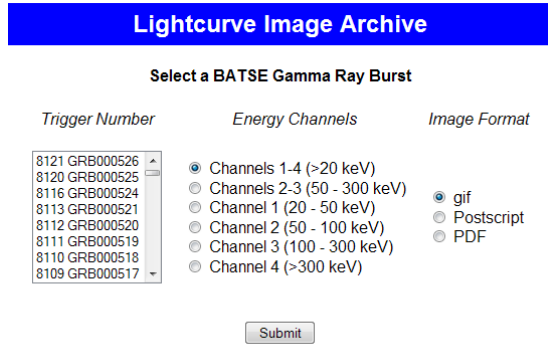 Lightcurve Image Archive
Select a BATSE Gamma Ray Burst
Trigger Number
Energy Channels
Image Format
8121 GRB000526
8120 GRB000525
8116 GRB000524
8113 GRB000521
8112 GRB000520
8111 GRB000519
8110 GRB000518
8109 GRB000517
Channels 1-4 (>20 keV)
Channels 2-3 (50 - 300 keV)
Channel 1 (20 - 50 keV)
Channel 2 (50 - 100 keV)
Channel 3 (100 - 300 keV)
Channel 4 (>300 keV)
gif
Postscript
PDF
Submit